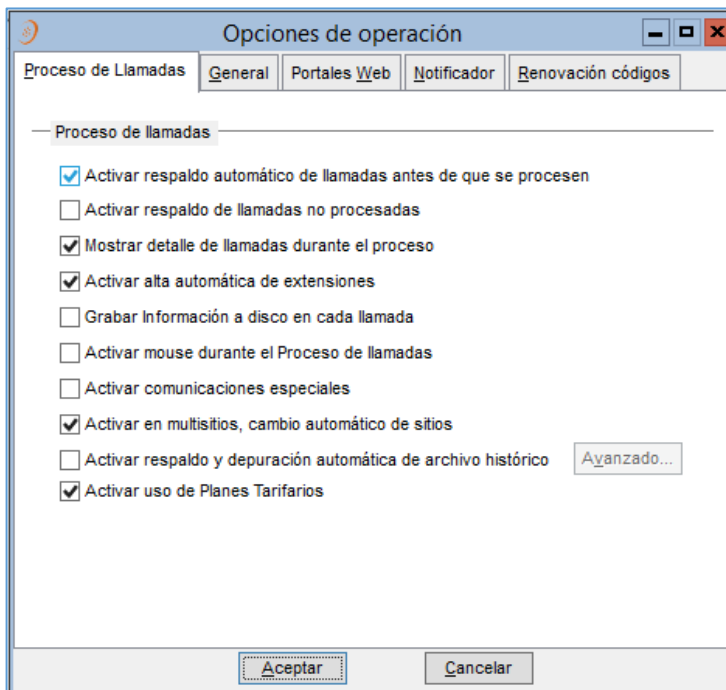 Opciones de operación
Proceso de Llamadas General Portales Web Notificador Renovación códigos
Proceso de llamadas
Activar respaldo automático de llamadas antes de que se procesen
Activar respaldo de llamadas no procesadas
Mostrar detalle de llamadas durante el proceso
Activar alta automática de extensiones
Grabar Información a disco en cada llamada
Activar mouse durante el Proceso de llamadas
Activar comunicaciones especiales
Activar en multisitios, cambio automático de sitios
Activar respaldo y depuración automática de archivo histórico Avanzado...
Activar uso de Planes Tarifarios
Aceptar Cancelar